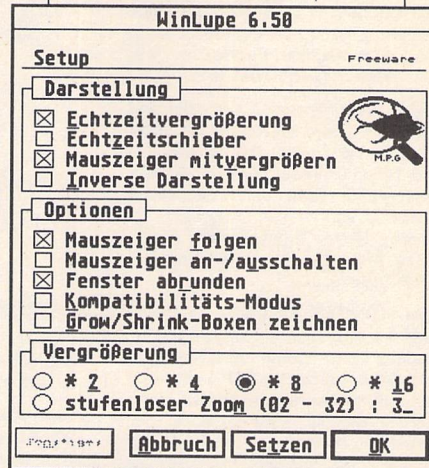 WinLupe 6.50
Setup Freeware
Darstellung
Echtzeitvergrößerung
Echtzeitschieber
Mauszeiger mitvergrößern
Inverse Darstellung
M.P.G
Optionen
Mauszeiger folgen
Mauszeiger an-/ausschalten
Fenster abrunden
Kompatibilitäts-Modus
Grow/Shrink-Boxen zeichnen
Vergrößerung
* 2 * 4 * 8 * 16
stufenloser Zoom (02 - 32) : 3_
Abbruch Setzen OK